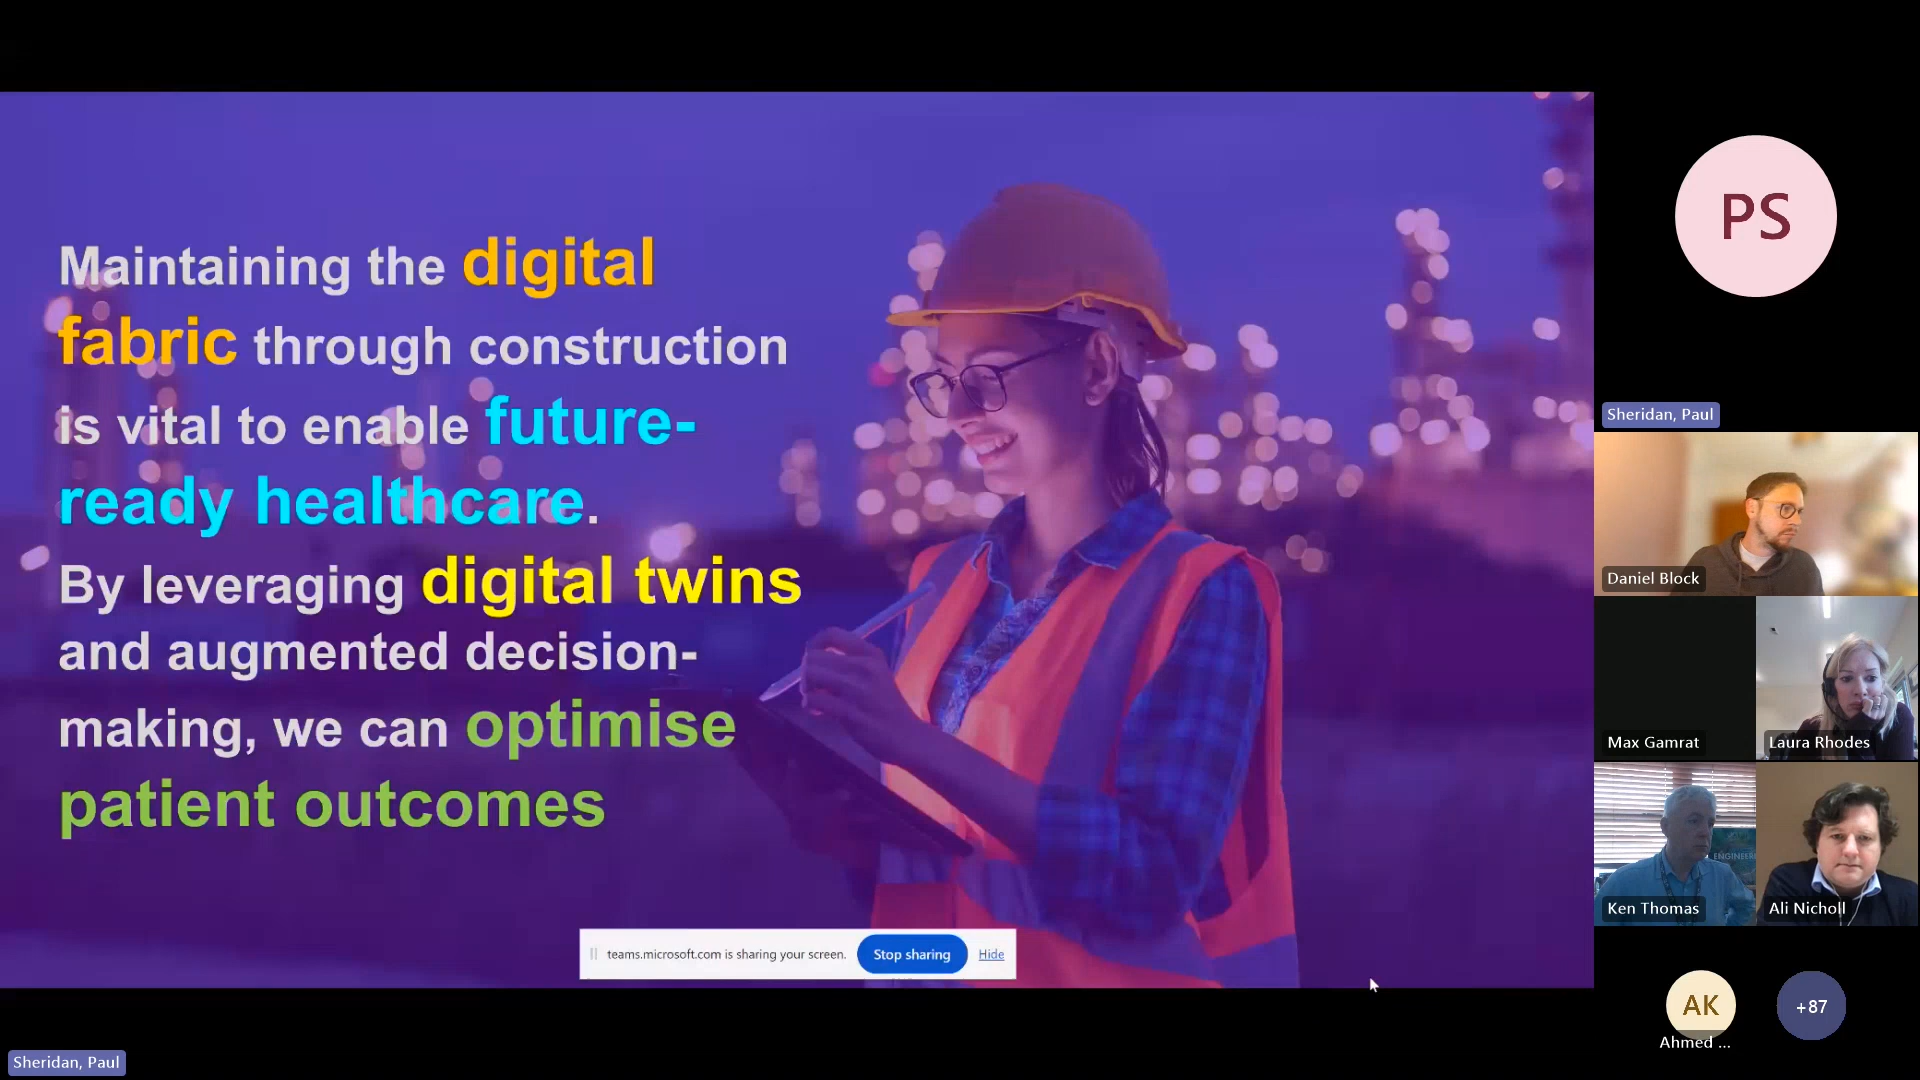 Maintaining the digital
fabric through construction
is vital to enable future-
ready healthcare.
By leveraging digital twins
and augmented decision-
making, we can optimise
patient outcomes
teams.microsoft.com is sharing your screen. Stop sharing Hide
Sheridan, Paul
PS
Sheridan, Paul
Daniel Block
Max Gamrat
Laura Rhodes
ENGINEER
Ken Thomas
Ali Nicholl
AK
Ahmed ...
+87